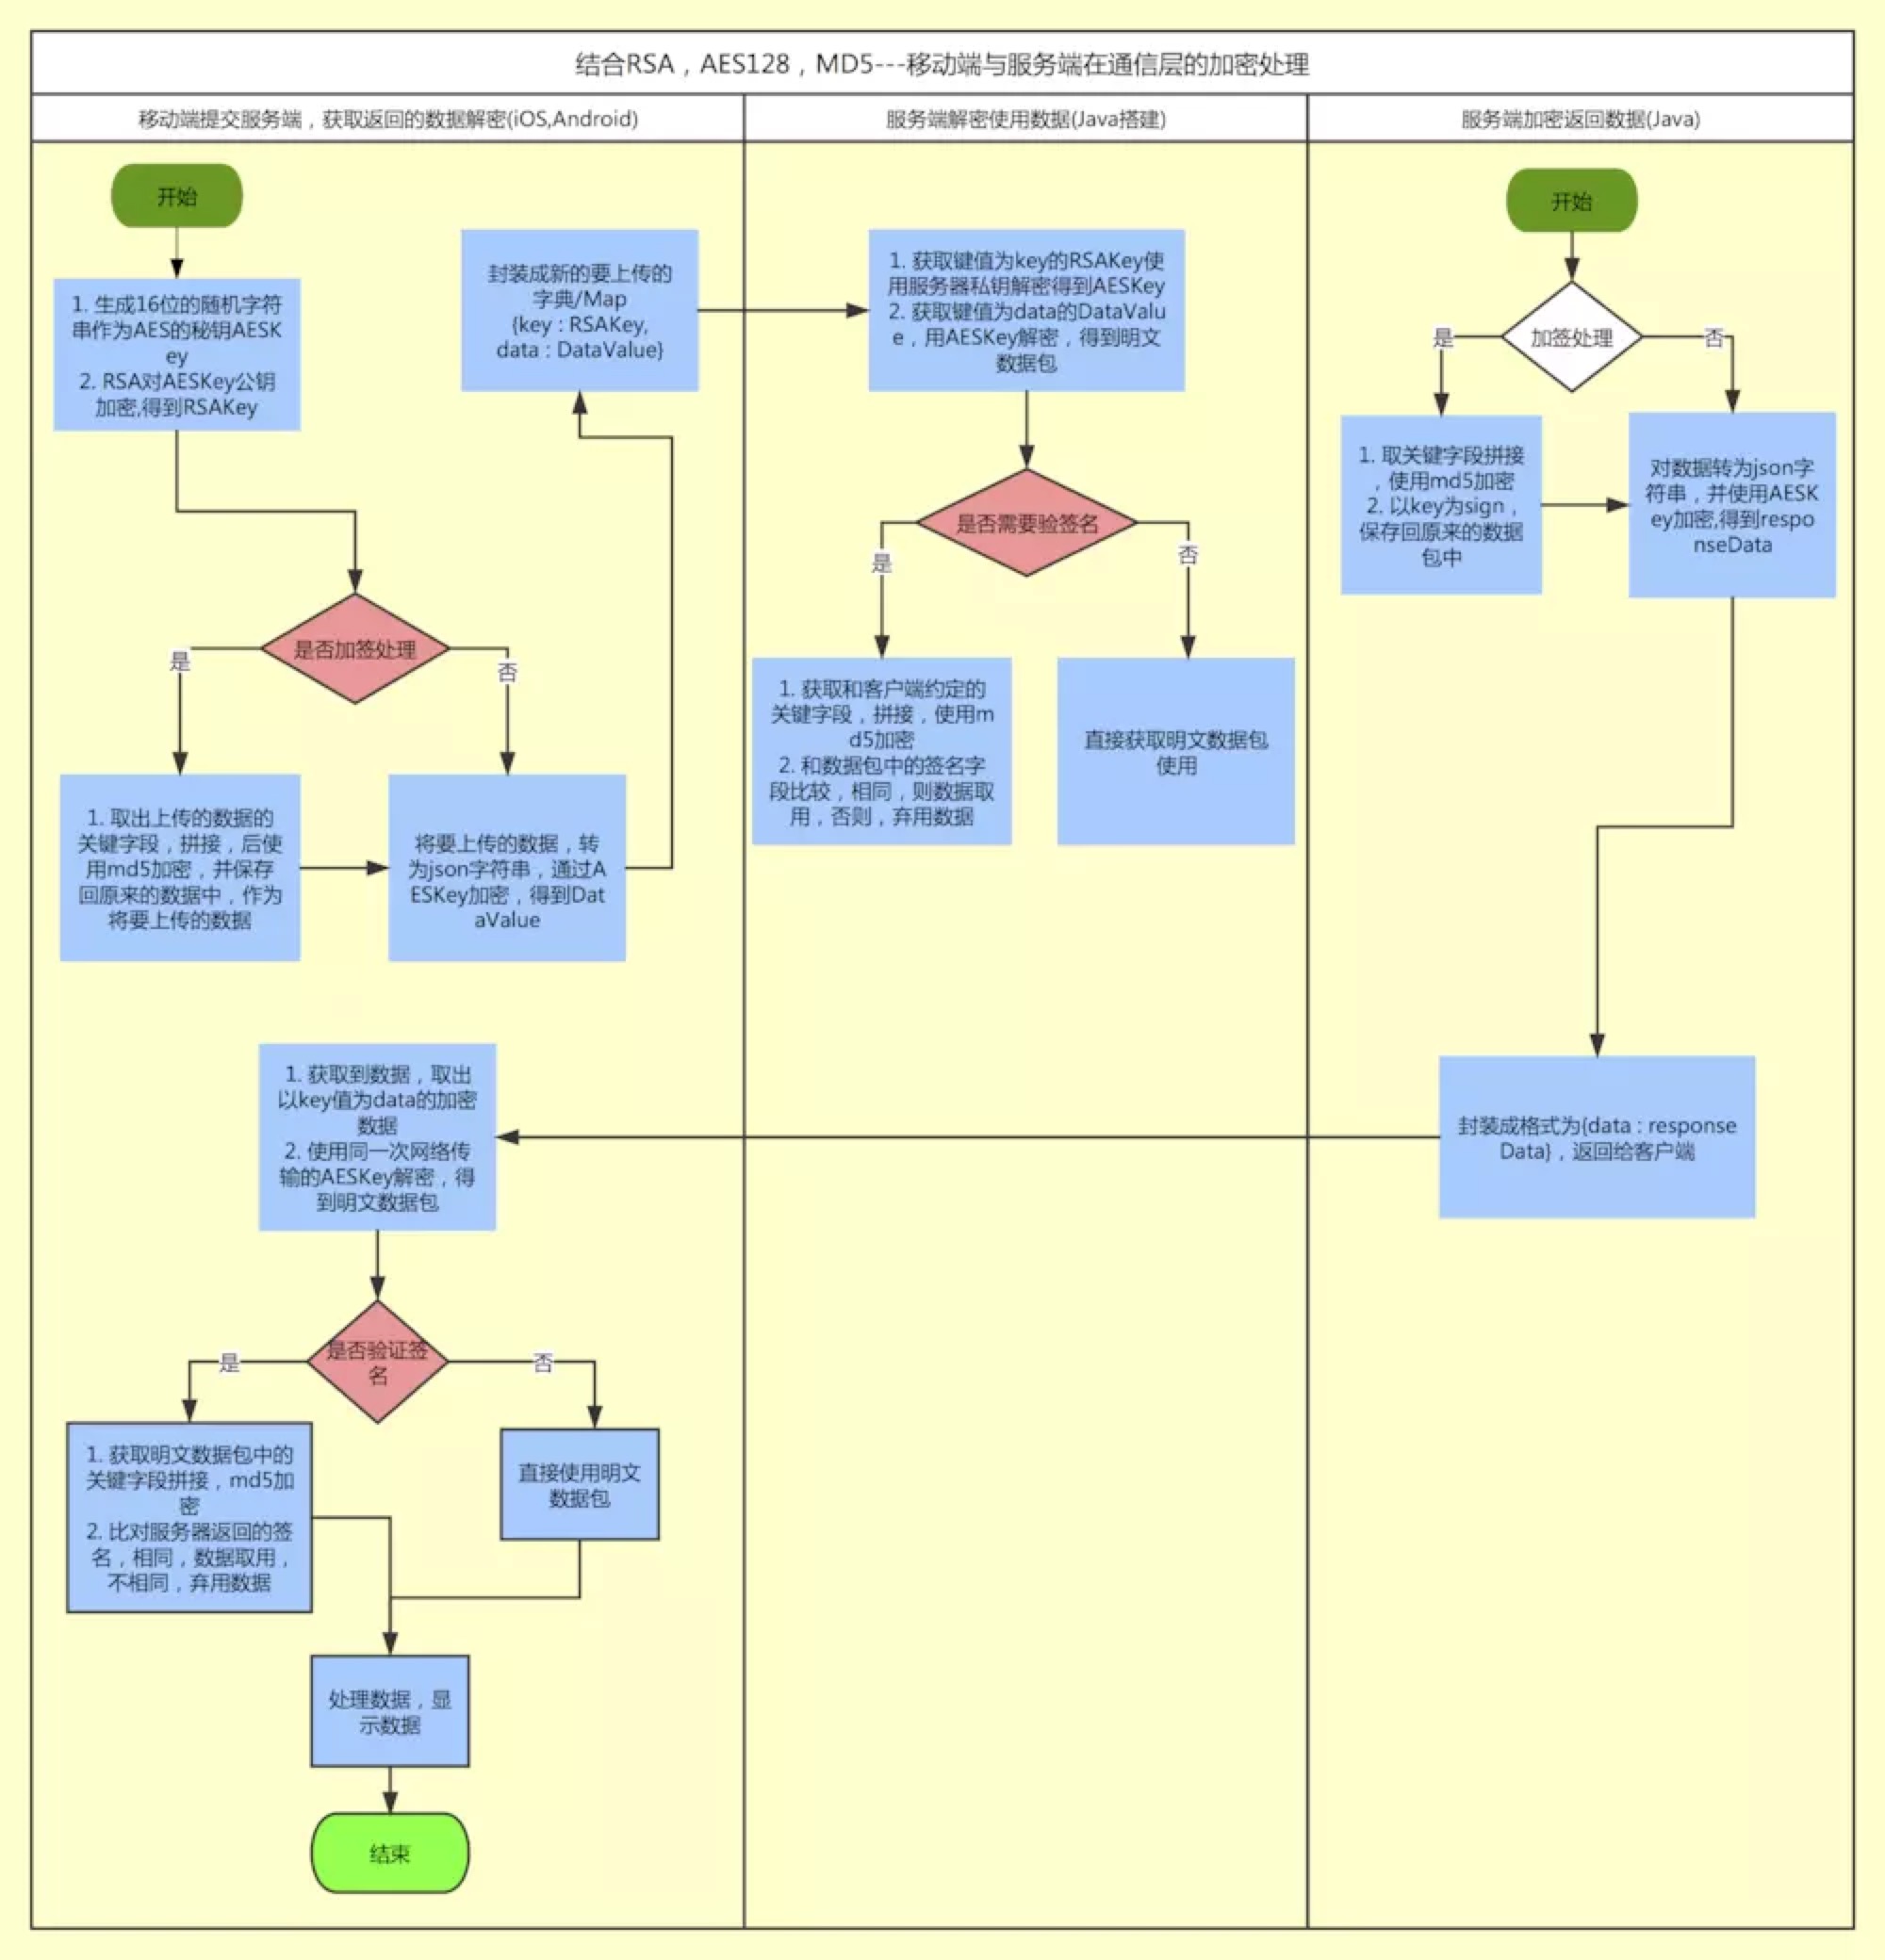 结合RSA，AES128，MD5---移动端与服务端在通信层的加密处理
移动端提交服务端，获取返回的数据解密(iOS,Android)
服务端解密使用数据(Java搭建)
服务端加密返回数据(Java)
开始
1. 生成16位的随机字符
串作为AES的秘钥AESK
ey
2. RSA对AESKey公钥
加密,得到RSAKey
是否加签处理
是
否
1. 取出上传的数据的
关键字段，拼接，后使
用md5加密，并保存
回原来的数据中，作为
将要上传的数据
将要上传的数据，转
为json字符串，通过A
ESKey加密，得到Dat
aValue
封装成新的要上传的
字典/Map
{key : RSAKey,
data : DataValue}
1. 获取键值为key的RSAKey使
用服务器私钥解密得到AESKey
2. 获取键值为data的DataValu
e，用AESKey解密，得到明文
数据包
是否需要验签名
是
否
1. 获取和客户端约定的
关键字段，拼接，使用m
d5加密
2. 和数据包中的签名字
段比较，相同，则数据取
用，否则，弃用数据
直接获取明文数据包
使用
开始
加签处理
是
否
1. 取关键字段拼接
，使用md5加密
2. 以key为sign，
保存回原来的数据
包中
对数据转为json字
符串，并使用AESK
ey加密,得到respo
nseData
封装成格式为{data : response
Data}，返回给客户端
1. 获取到数据，取出
以key值为data的加密
数据
2. 使用同一次网络传
输的AESKey解密，得
到明文数据包
是否验证签
名
是
否
1. 获取明文数据包中的
关键字段拼接，md5加
密
2. 比对服务器返回的签
名，相同，数据取用，
不相同，弃用数据
直接使用明文
数据包
处理数据，显
示数据
结束